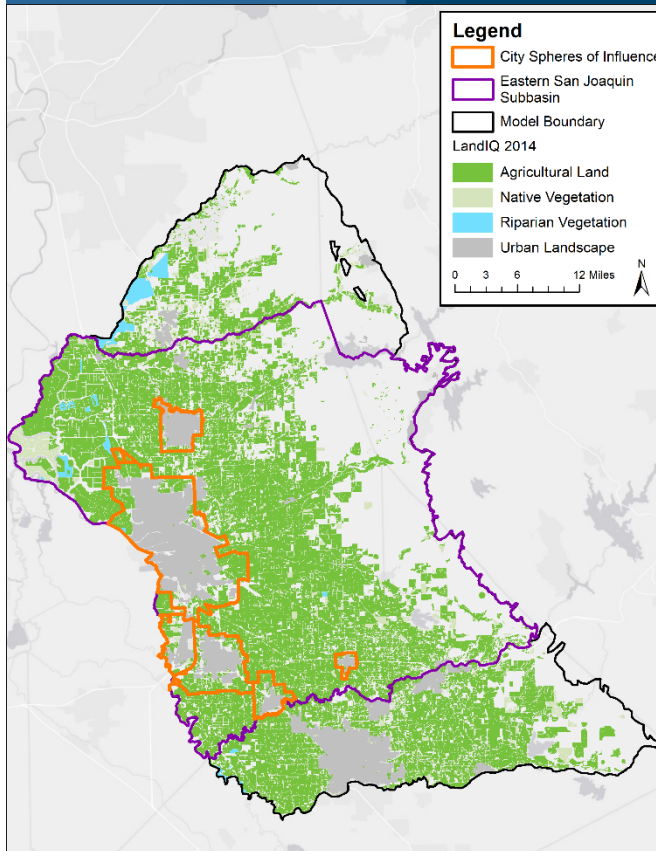 Legend
City Spheres of Influence
Eastern San Joaquin
Subbasin
Model Boundary
LandIQ 2014
Agricultural Land
Native Vegetation
Riparian Vegetation
Urban Landscape
N
0 3 6 12 Miles